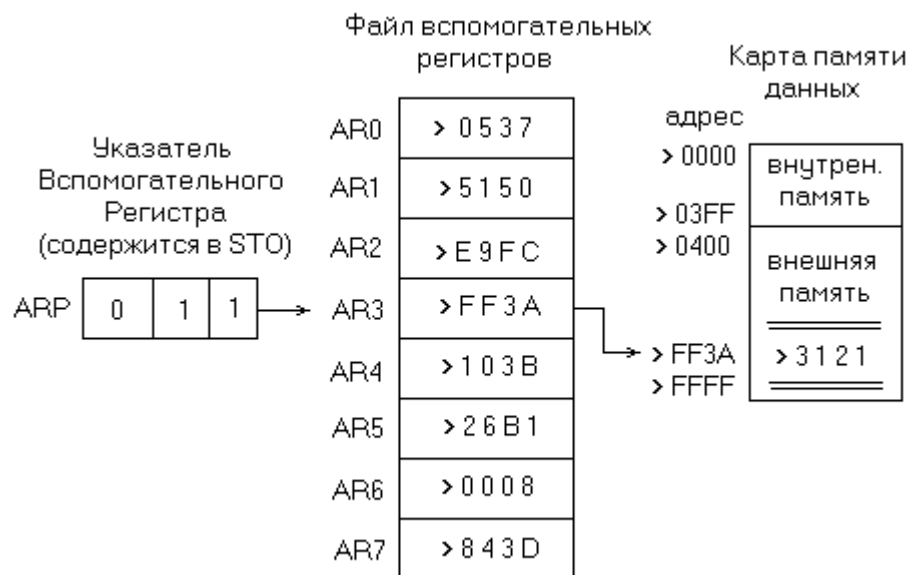 Файл вспомогательных
регистров
Карта памяти
данных
адрес
Указатель
Вспомогательного
Регистра
(содержится в STO)
ARP 0 1 1
AR0 > 0537
AR1 >5150
AR2 >E9FC
AR3 >FF3A
AR4 >103B
AR5 >26B1
AR6 >0008
AR7 >843D
> 0000
внутрен.
память
> 03FF
> 0400
внешняя
память
> FF3A >3121
> FFFF